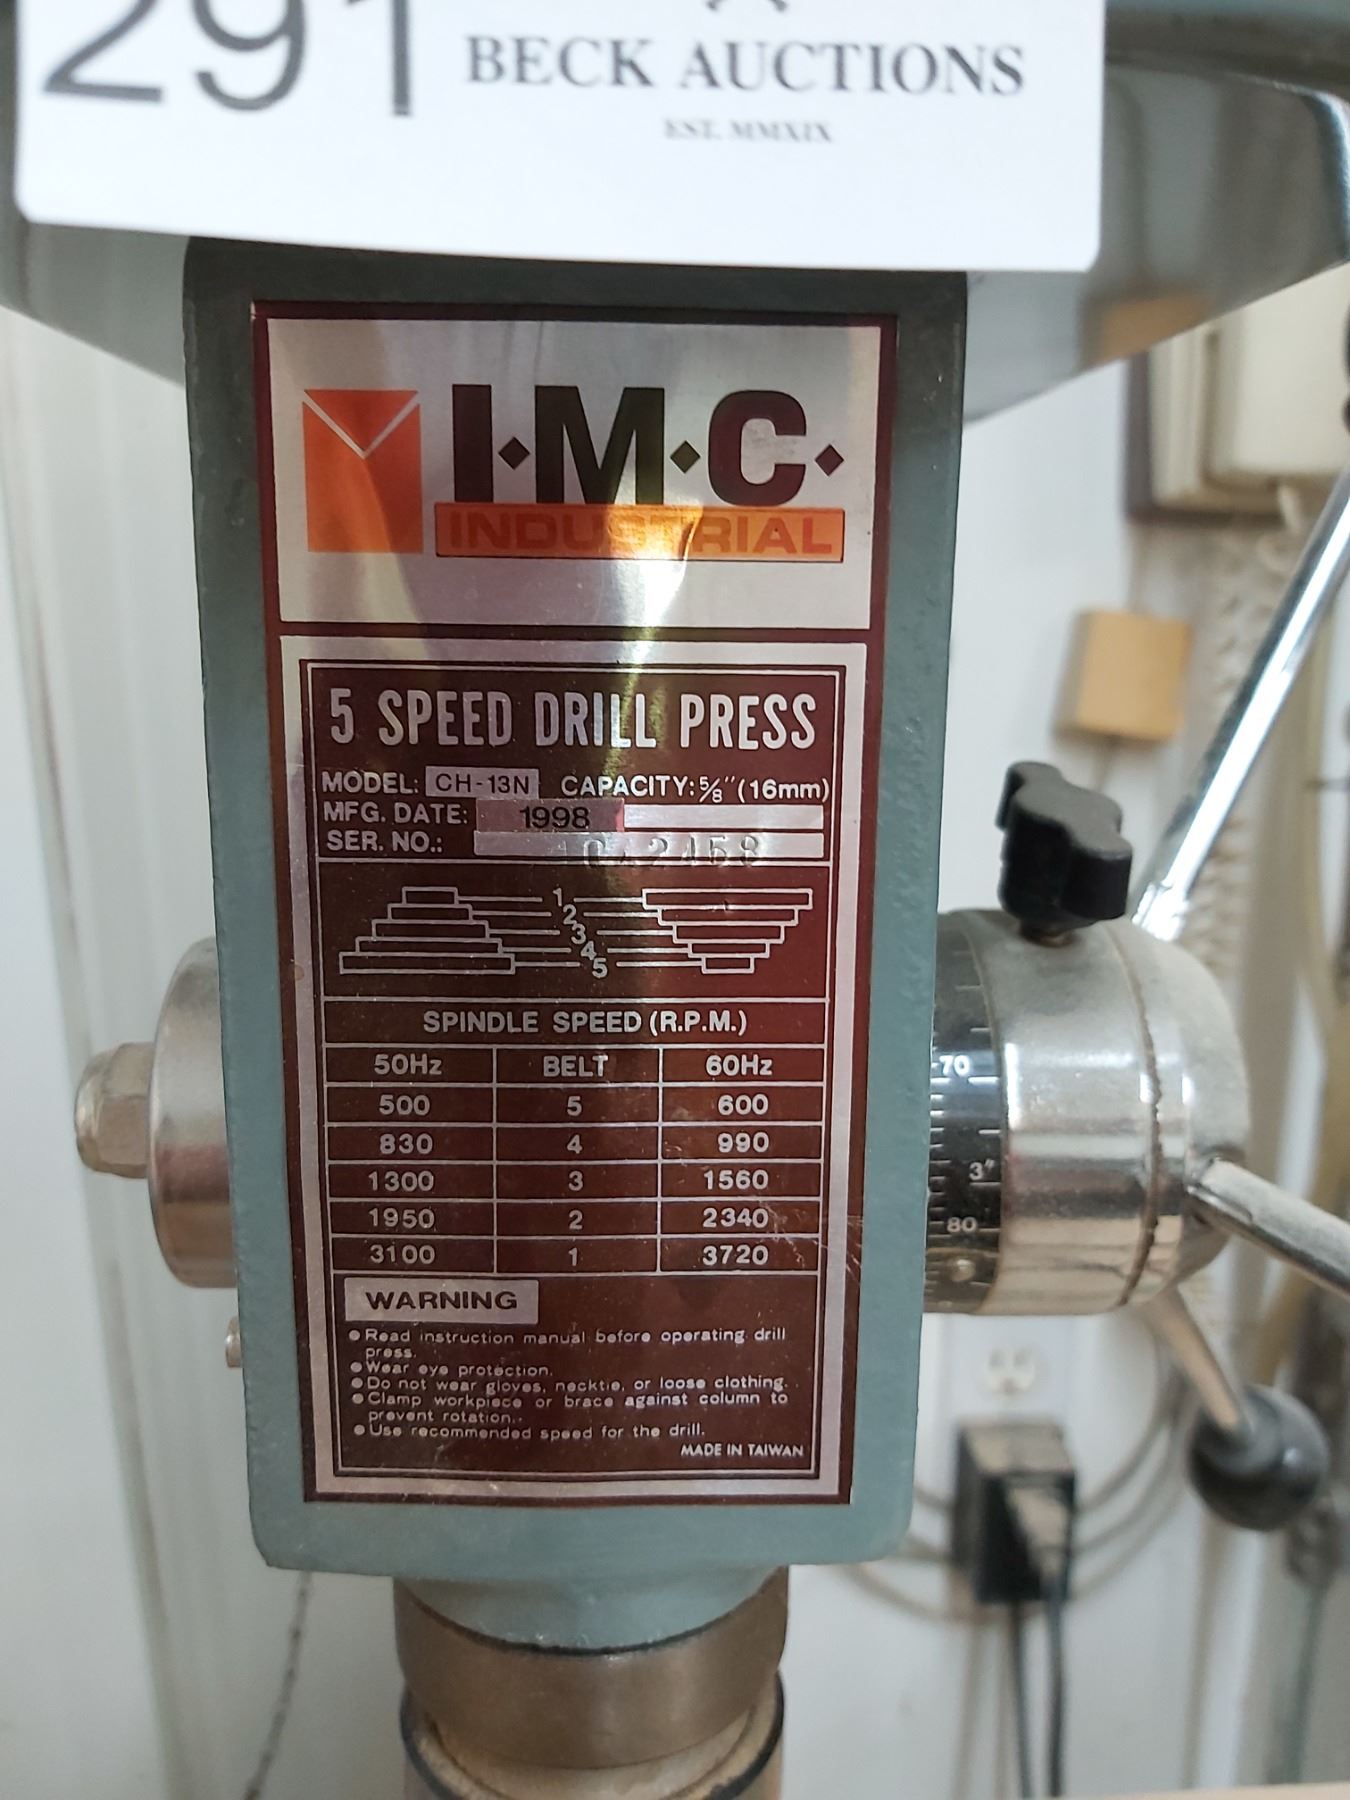 291
BECK AUCTIONS
EST. MMXIX
I·M·C·
INDUSTRIAL
5 SPEED DRILL PRESS
MODEL: CH-13N CAPACITY: 5/8" (16mm)
MFG. DATE: 1998
SER. NO.:
1
2
3
4
5
SPINDLE SPEED (R.P.M.)
50Hz BELT 60Hz
500 5 600
830 4 990
1300 3 1560
1950 2 2340
3100 1 3720
WARNING
●Read instruction manual before operating drill
press.
●Wear eye protection.
●Do not wear gloves, necktie, or loose clothing.
●Clamp workpiece or brace against column to
prevent rotation..
●Use recommended speed for the drill.
MADE IN TAIWAN
70
3"
80